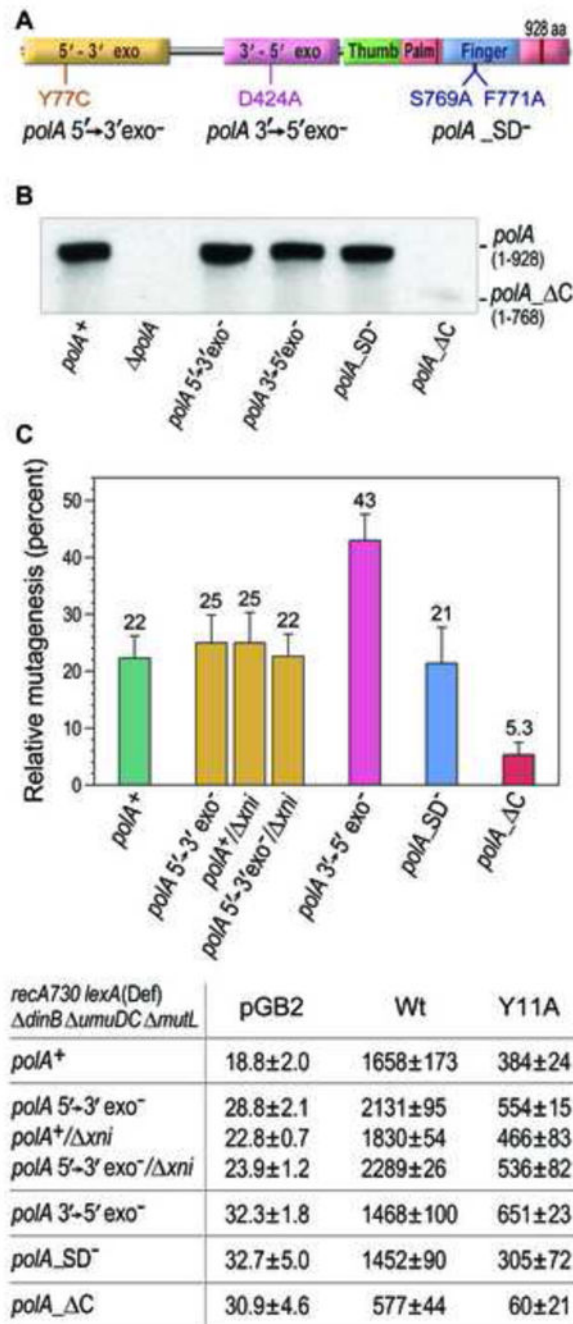 A
928 aa
5′- 3′ exo 3′- 5′ exo Thumb Palm Finger
Y77C D424A S769A F771A
polA 5′→3′exo⁻ polA 3′→5′exo⁻ polA _SD⁻
B
polA
(1-928)
polA_ΔC
(1-768)
polA⁺
ΔpolA
polA 5′→3′exo⁻
polA 3′→5′exo⁻
polA_SD⁻
polA_ΔC
C
Relative mutagenesis (percent)
50
40
30
20
10
0
22
25
25
22
43
21
5.3
polA⁺
polA 5′→3′ exo⁻
polA⁺/Δxni
polA 5′→3′exo⁻/Δxni
polA 3′→5′ exo⁻
polA_SD⁻
polA_ΔC
recA730 lexA(Def)
ΔdinB ΔumuDC ΔmutL pGB2 Wt Y11A
polA⁺ 18.8±2.0 1658±173 384±24
polA 5′→3′ exo⁻ 28.8±2.1 2131±95 554±15
polA⁺/Δxni 22.8±0.7 1830±54 466±83
polA 5′→3′ exo⁻/Δxni 23.9±1.2 2289±26 536±82
polA 3′→5′ exo⁻ 32.3±1.8 1468±100 651±23
polA_SD⁻ 32.7±5.0 1452±90 305±72
polA_ΔC 30.9±4.6 577±44 60±21